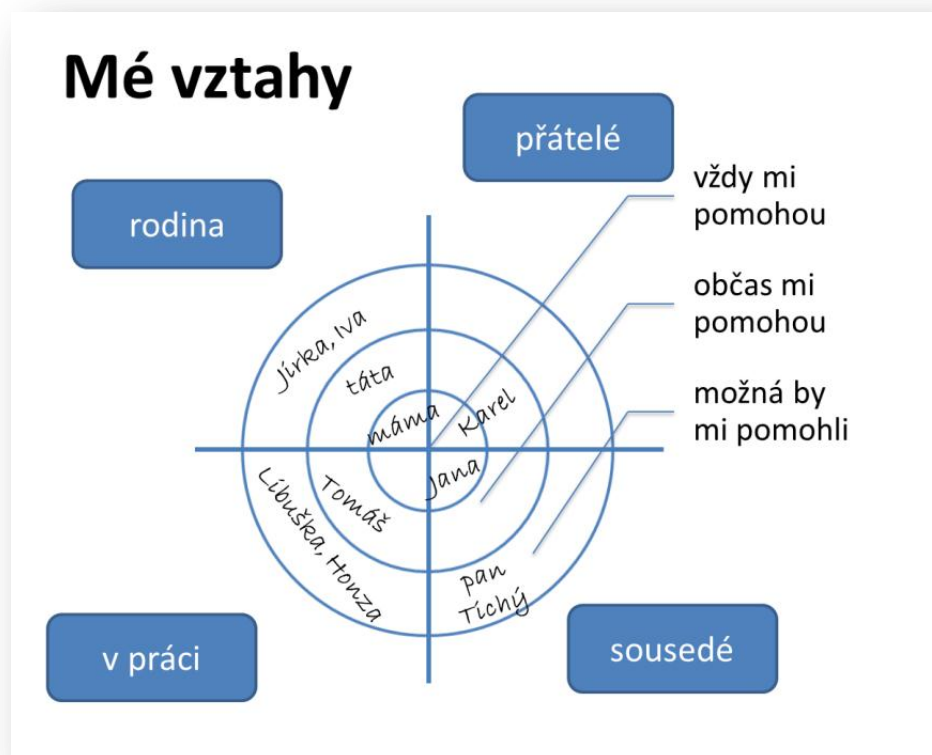 Mé vztahy
přátelé
rodina
vždy mi
pomohou
občas mi
pomohou
možná by
mi pomohli
Jirka, Iva
táta
máma
Karel
Jana
Tomáš
Libuška, Honza
pan
Tichý
v práci
sousedé